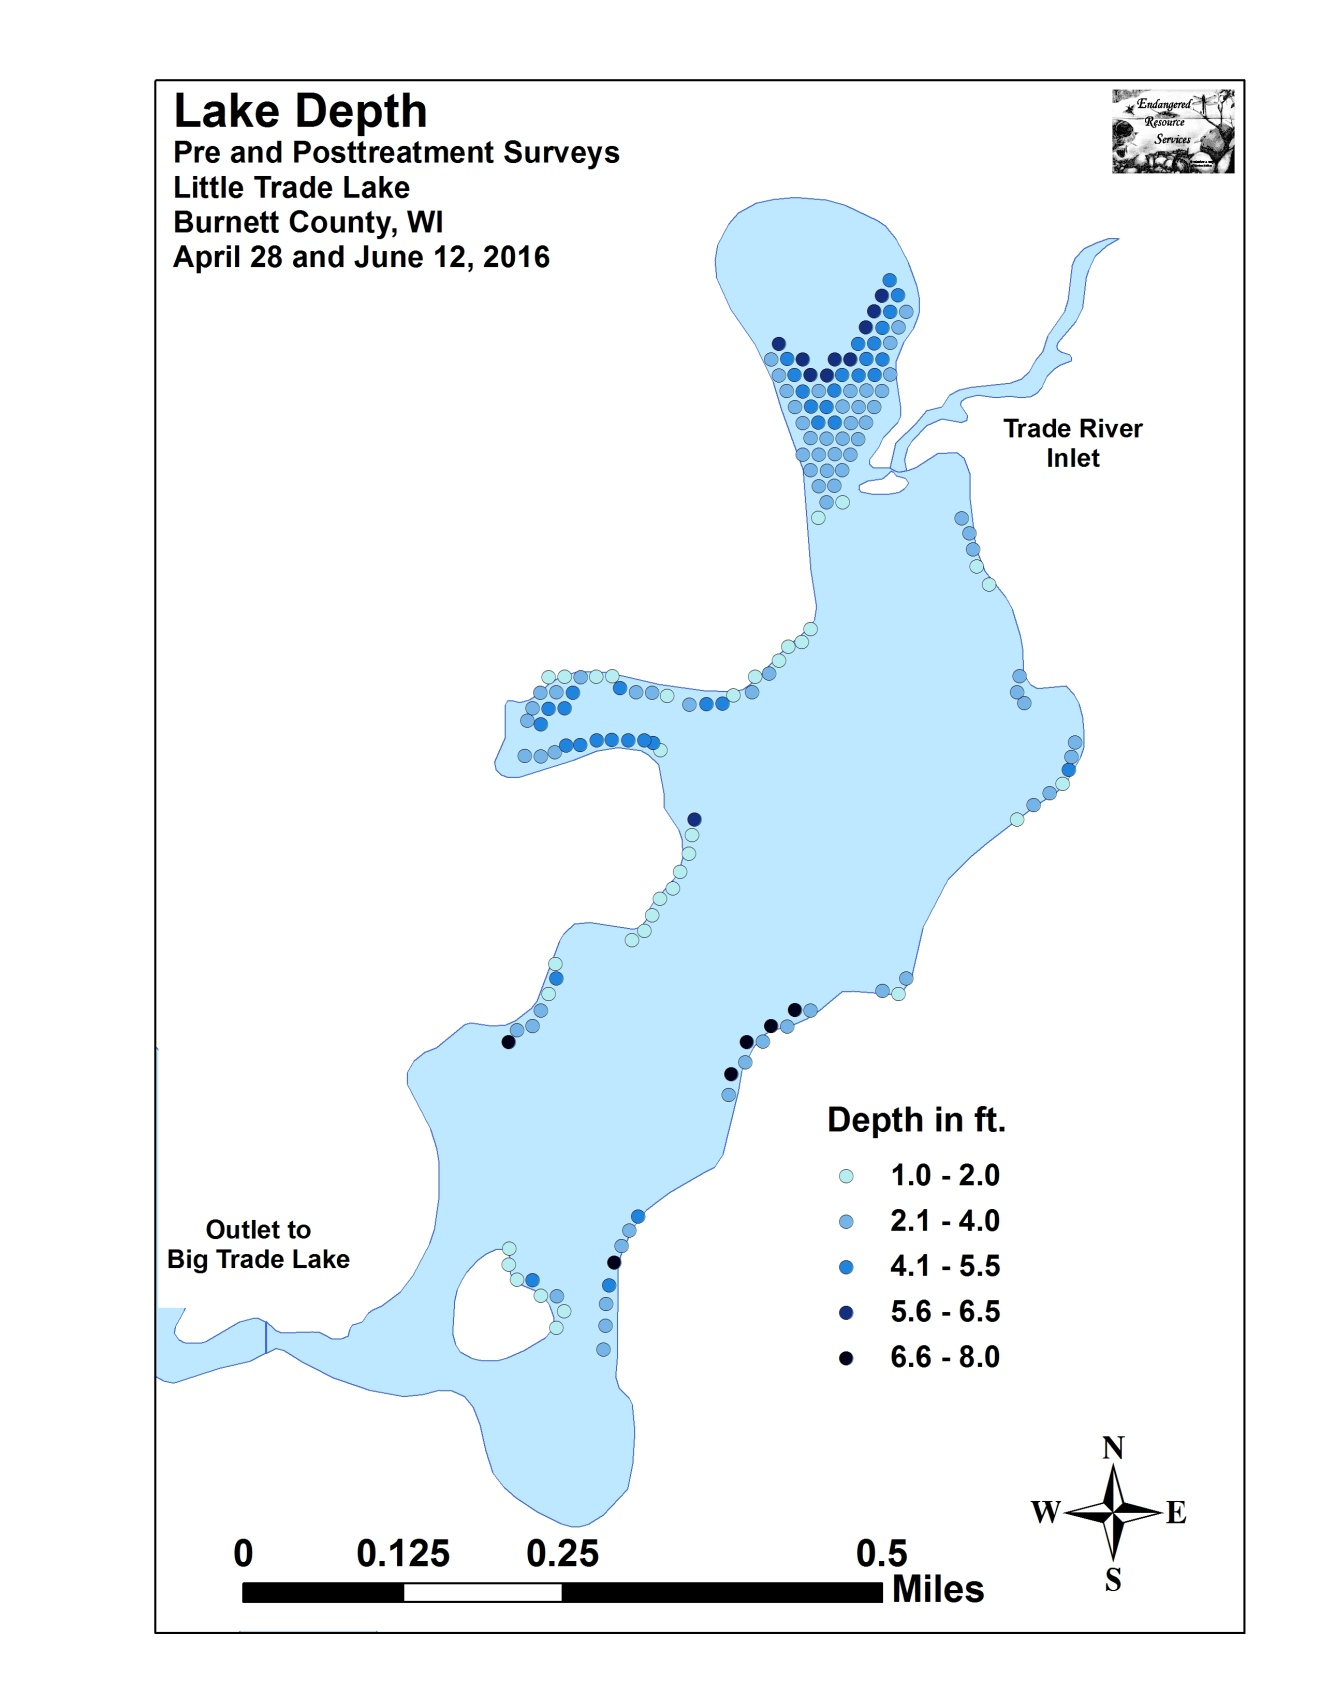 Lake Depth
Pre and Posttreatment Surveys
Little Trade Lake
Burnett County, WI
April 28 and June 12, 2016
Endangered
Resource
Services
Trade River
Inlet
Depth in ft.
1.0 - 2.0
2.1 - 4.0
4.1 - 5.5
5.6 - 6.5
6.6 - 8.0
Outlet to
Big Trade Lake
N
W E
S
0 0.125 0.25 0.5
Miles